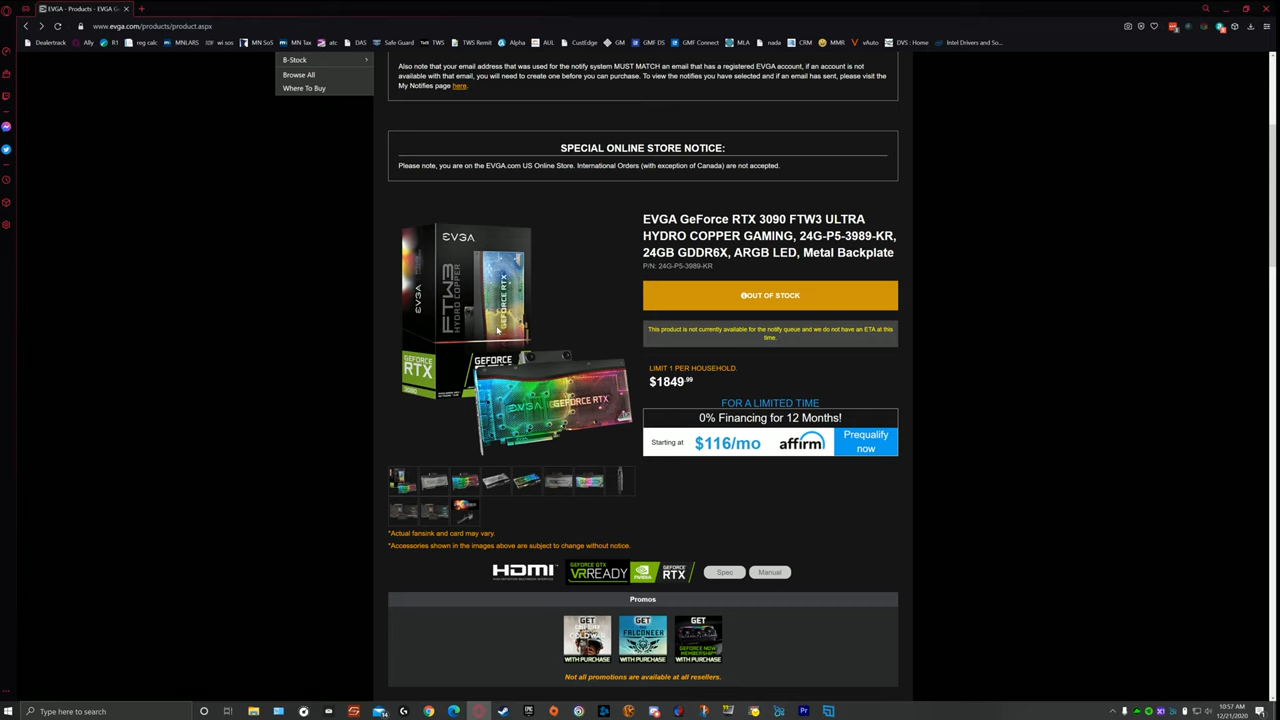 EVGA - Products - EVGA G
www.evga.com/products/product.aspx
Dealertrack Ally R1 reg calc MNLARS wi sos MN SoS MN Tax atc DAS Safe Guard TWS TWS Remit Alpha AUL CustEdge GM GMF DS GMF Connect MLA nada CRM MMR vAuto DVS : Home Intel Drivers and So...
B-Stock
Browse All
Where To Buy
Also note that your email address that was used for the notify system MUST MATCH an email that has a registered EVGA account, if an account is not
available with that email, you will need to create one before you can purchase. To view the notifies you have selected and if an email has sent, please visit the
My Notifies page here.
SPECIAL ONLINE STORE NOTICE:
Please note, you are on the EVGA.com US Online Store. International Orders (with exception of Canada) are not accepted.
EVGA
FTW3
HYDRO COPPER
EVGA
GEFORCE RTX
GEFORCE
RTX
3090
GEFORCE
EVGA
GEFORCE RTX
EVGA GeForce RTX 3090 FTW3 ULTRA
HYDRO COPPER GAMING, 24G-P5-3989-KR,
24GB GDDR6X, ARGB LED, Metal Backplate
P/N: 24G-P5-3989-KR
OUT OF STOCK
This product is not currently available for the notify queue and we do not have an ETA at this
time.
LIMIT 1 PER HOUSEHOLD.
$1849.99
FOR A LIMITED TIME
0% Financing for 12 Months!
Starting at $116/mo affirm Prequalify
now
*Actual fansink and card may vary.
*Accessories shown in the images above are subject to change without notice.
HDMI
GEFORCE GTX
VR READY
NVIDIA
GEFORCE
RTX
Spec Manual
Promos
GET
COLD WAR
WITH PURCHASE
GET
THE
FALCONEER
WITH PURCHASE
GET
GEFORCE NOW
MEMBERSHIP
WITH PURCHASE
Not all promotions are available at all resellers.
Type here to search
10:57 AM
12/21/2020